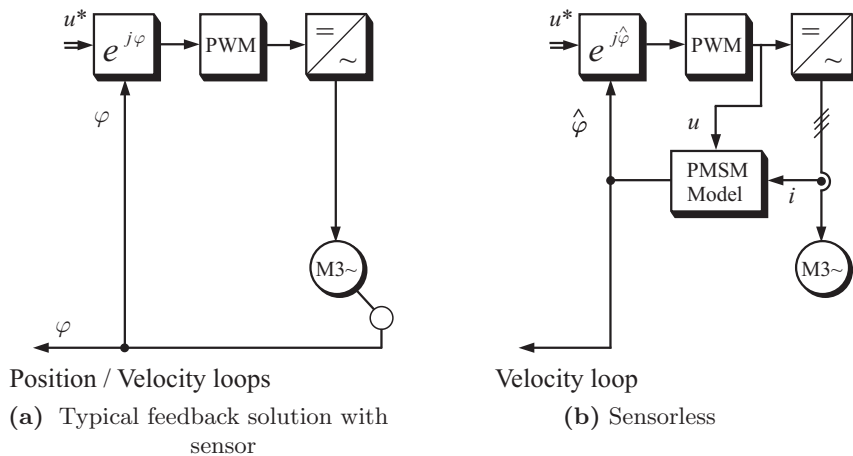 u*
e^{jφ}
PWM
=
~
φ
M3~
φ
Position / Velocity loops
(a) Typical feedback solution with
sensor
u*
e^{jφ̂}
PWM
=
~
φ̂
u
PMSM
Model
i
M3~
Velocity loop
(b) Sensorless